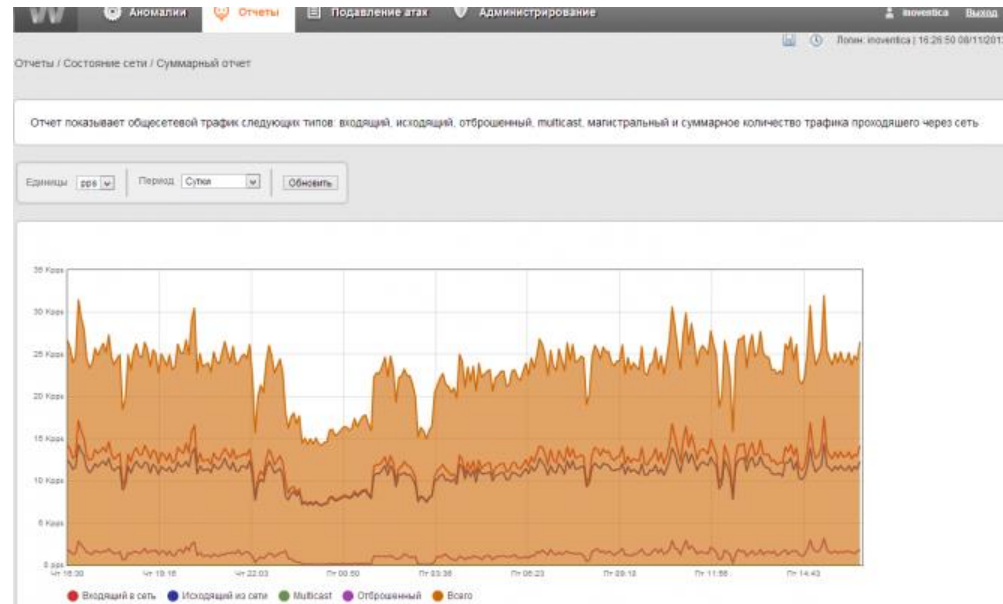 Аномалии Отчеты Подавление атак Администрирование inoventica Выход
Логин: inoventica | 16:26:50 08/11/201
Отчеты / Состояние сети / Суммарный отчет
Отчет показывает общесетевой трафик следующих типов: входящий, исходящий, отброшенный, multicast, магистральный и суммарное количество трафика проходящего через сеть
Единицы pps Период Сутки Обновить
35 Kpps
30 Kpps
25 Kpps
20 Kpps
15 Kpps
10 Kpps
5 Kpps
0 pps
Чт 16:30 Чт 19:16 Чт 22:03 Пт 00:50 Пт 03:36 Пт 06:23 Пт 09:10 Пт 11:56 Пт 14:43
Входящий в сеть Исходящий из сети Multicast Отброшенный Всего